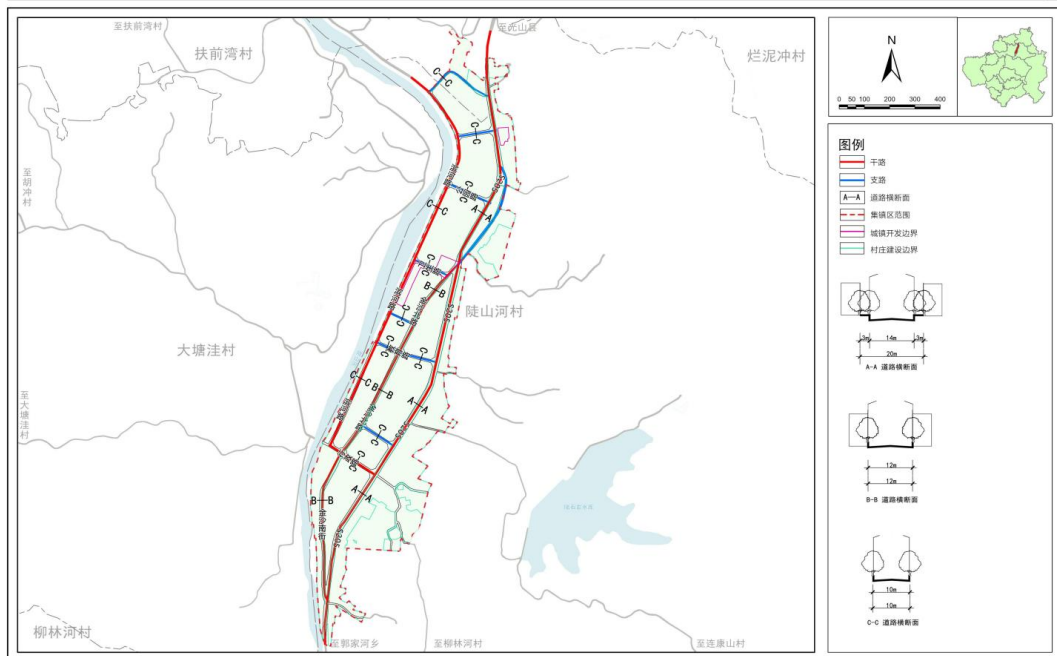 至扶前湾村
扶前湾村
烂泥冲村
至胡冲村
大塘洼村
至大塘洼村
陡山河村
柳林河村
至郭家河乡
至柳林河村
至连康山村
S205
S205
S205
S205
C—C
C—C
C—C
C—C
A—A
C—C
B—B
C—C
C—C
C—C
C—C
B—B
A—A
C—C
C—C
A—A
B—B
N
0 50 100 200 300 400
图例
干路
支路
A—A 道路横断面
集镇区范围
城镇开发边界
村庄建设边界
3m 14m 3m
20m
A-A 道路横断面
12m
12m
B-B 道路横断面
10m
10m
C-C 道路横断面